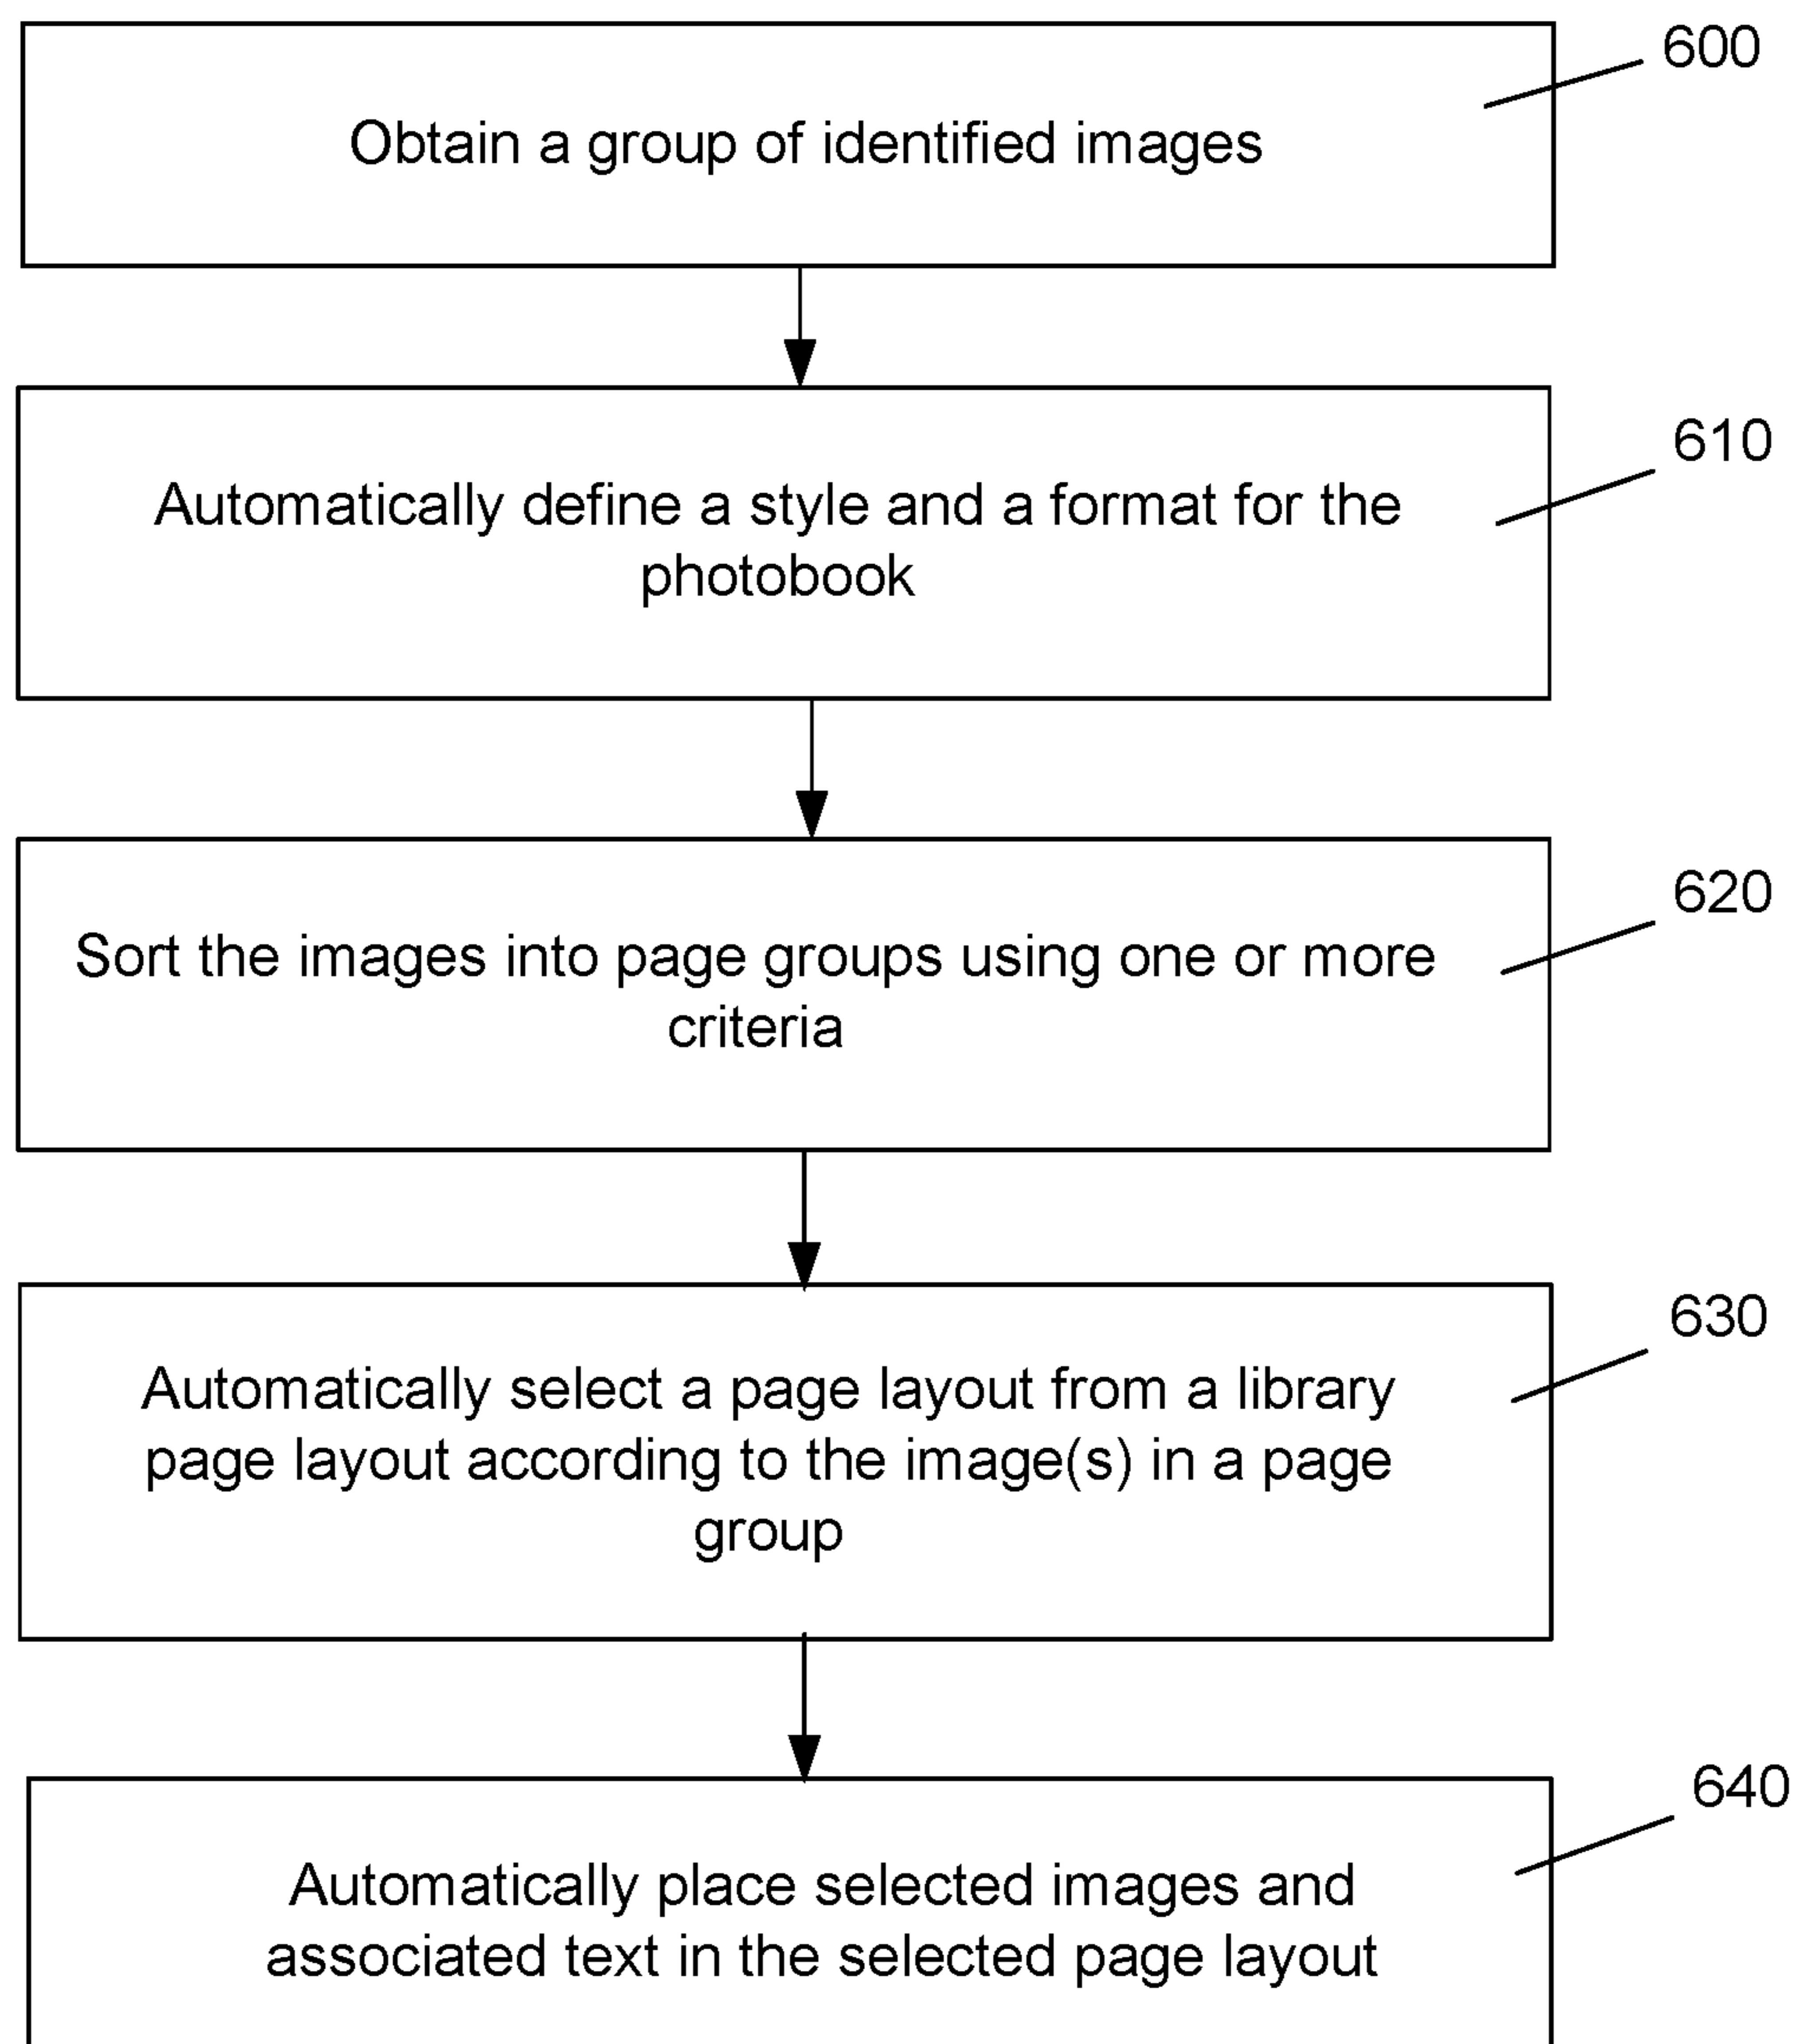 600
Obtain a group of identified images
610
Automatically define a style and a format for the
photobook
620
Sort the images into page groups using one or more
criteria
630
Automatically select a page layout from a library
page layout according to the image(s) in a page
group
640
Automatically place selected images and
associated text in the selected page layout